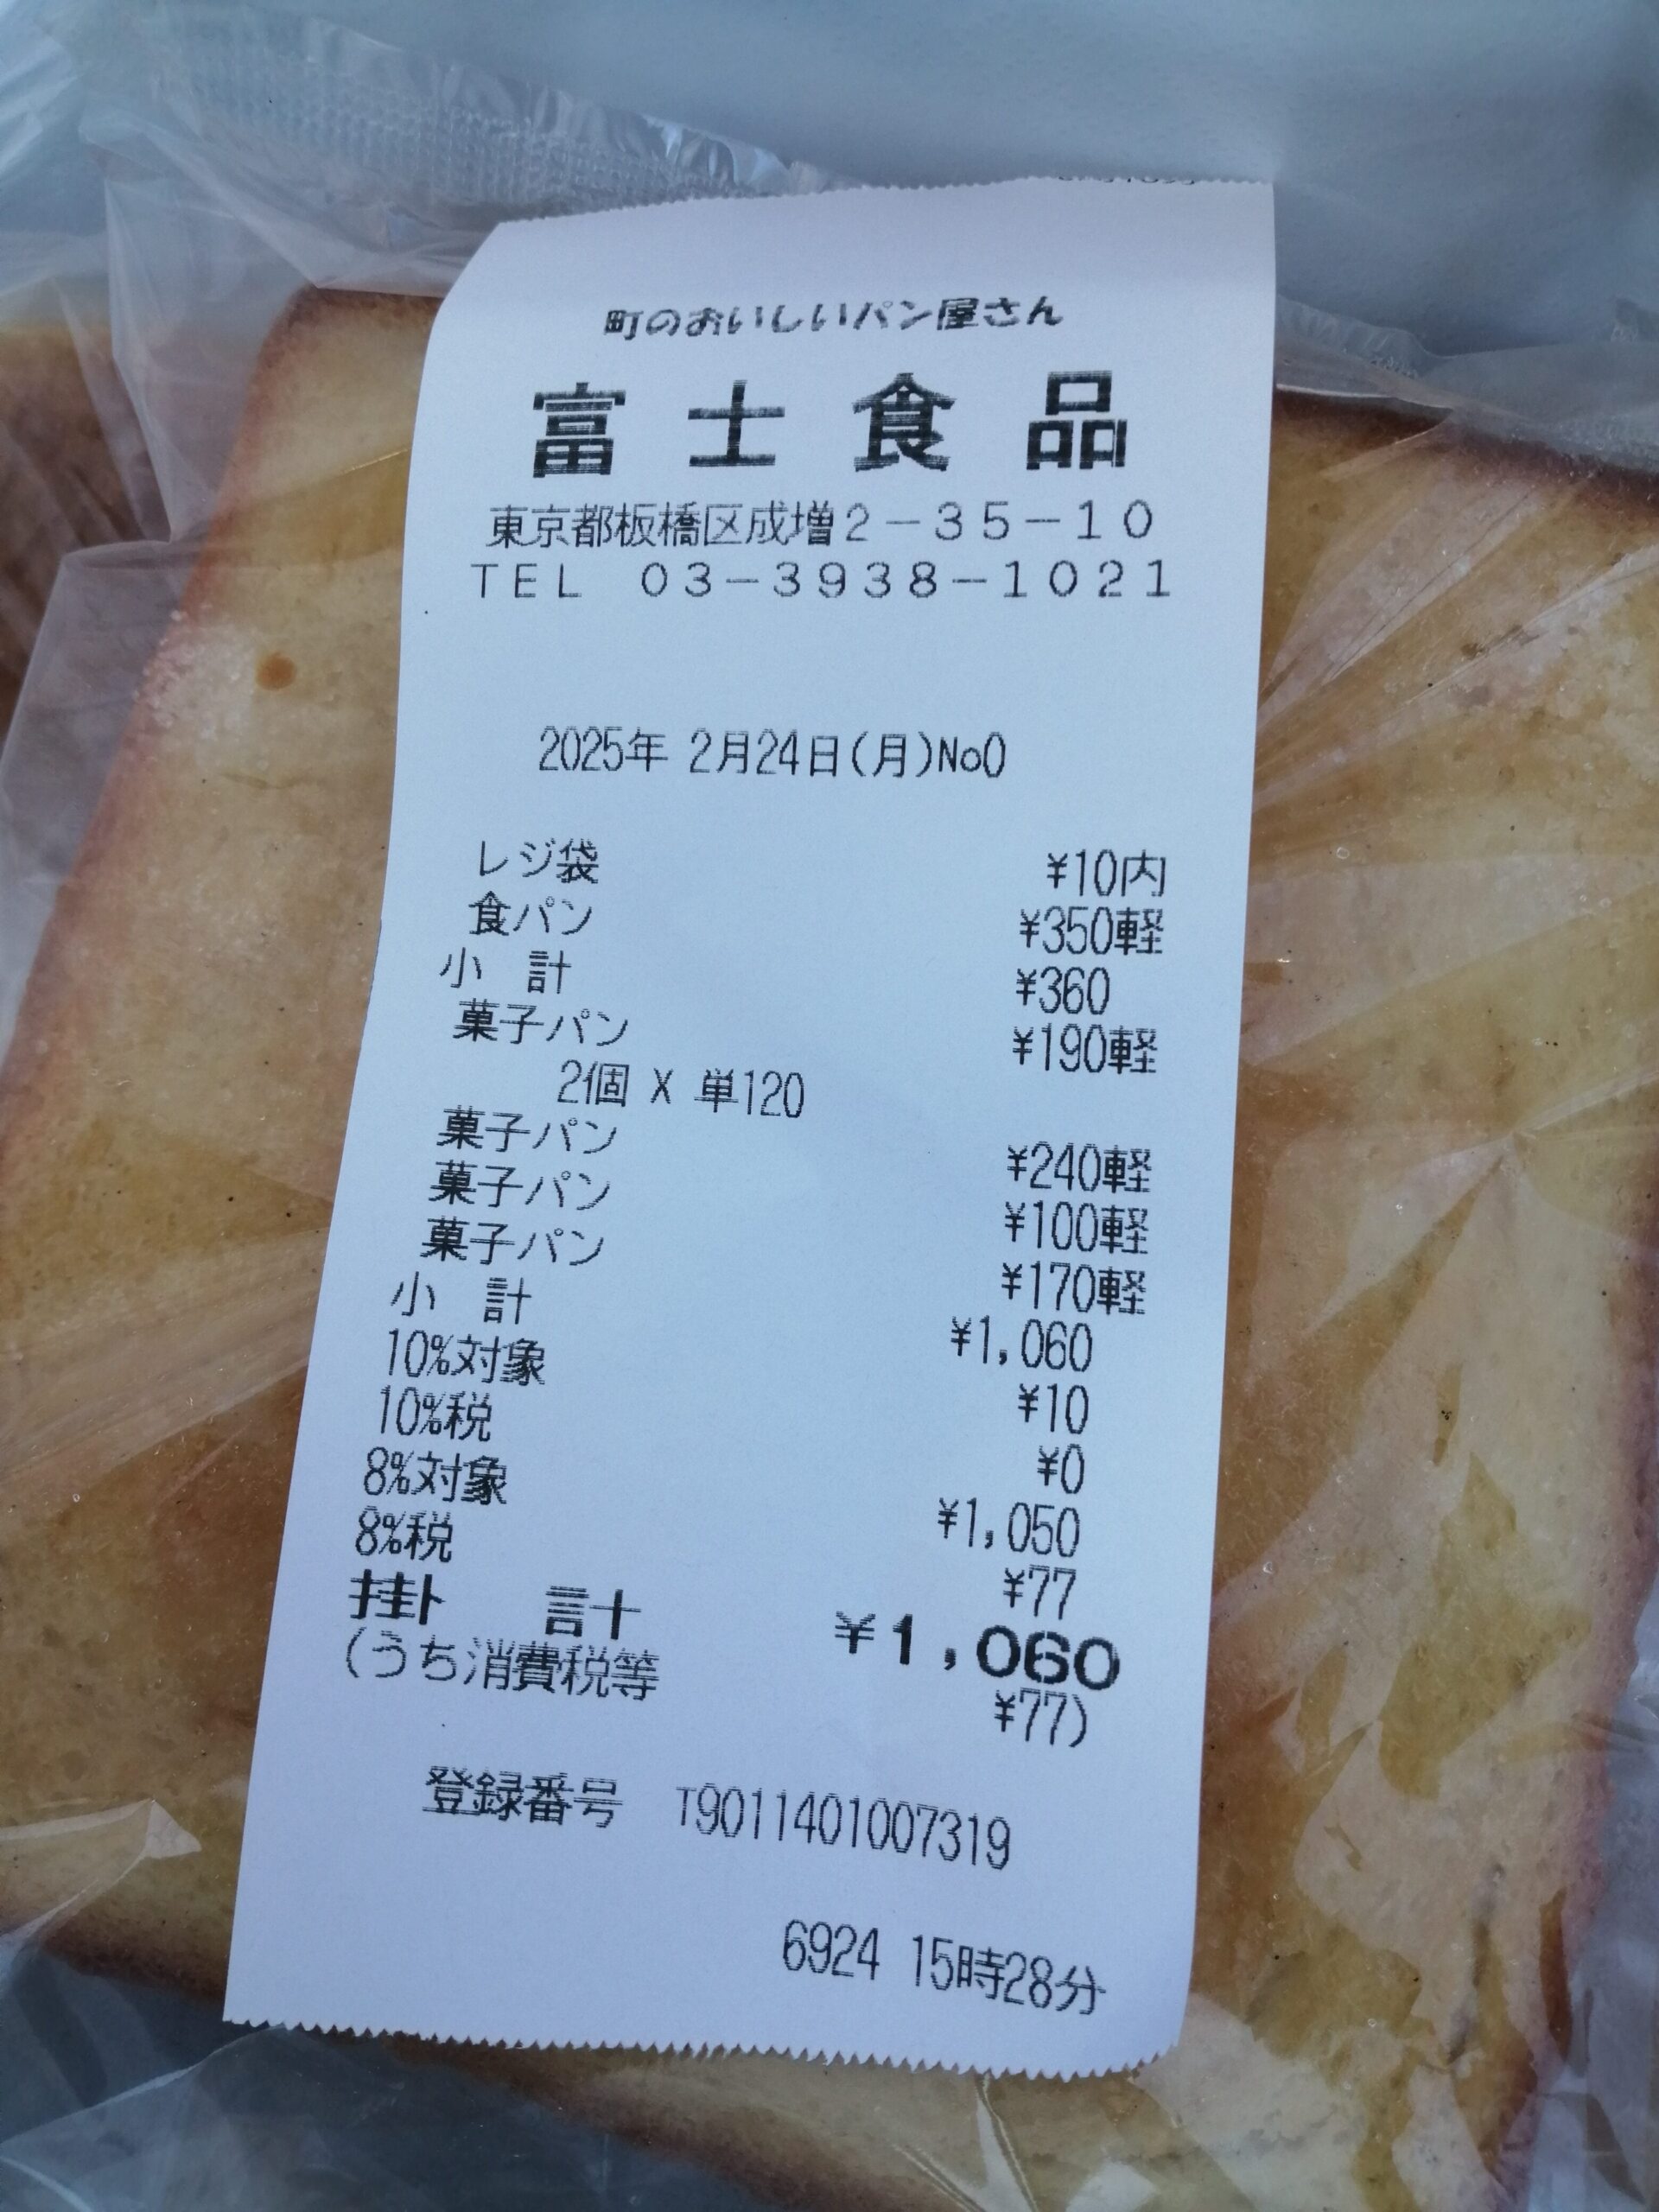 町のおいしいパン屋さん
富士食品
東京都板橋区成増2-35-10
TEL 03-3938-1021
2025年 2月24日(月)No0
レジ袋 ¥10内
食パン ¥350軽
小 計 ¥360
菓子パン ¥190軽
2個 X 単120
菓子パン ¥240軽
菓子パン ¥100軽
菓子パン ¥170軽
小 計 ¥1,060
10%対象 ¥10
10%税 ¥0
8%対象 ¥1,050
8%税 ¥77
掛 計 ¥1,060
(うち消費税等 ¥77)
登録番号 T9011401007319
6924 15時28分